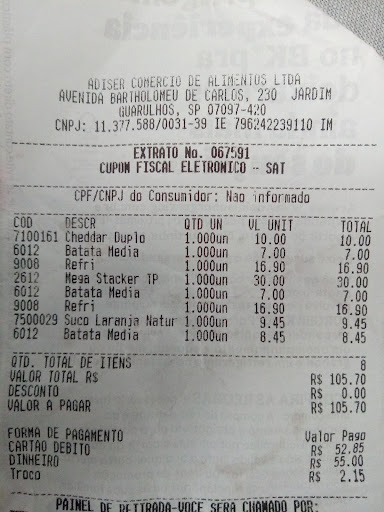 ADISER COMERCIO DE ALIMENTOS LTDA
AVENIDA BARTHOLOMEU DE CARLOS, 230 JARDIM
GUARULHOS, SP 07097-420
CNPJ: 11.377.588/0031-39 IE 796242239110 IM
EXTRATO No. 067591
CUPOM FISCAL ELETRONICO - SAT
CPF/CNPJ do Consumidor: Nao informado
COD DESCR QTD UN VL UNIT TOTAL
7100161 Cheddar Duplo 1.000un 10.00 10.00
6012 Batata Media 1.000un 7.00 7.00
9008 Refri 1.000un 16.90 16.90
2612 Mega Stacker TP 1.000un 30.00 30.00
6012 Batata Media 1.000un 7.00 7.00
9008 Refri 1.000un 16.90 16.90
7500029 Suco Laranja Natur 1.000un 9.45 9.45
6012 Batata Media 1.000un 8.45 8.45
QTD. TOTAL DE ITENS 8
VALOR TOTAL R$ R$ 105.70
DESCONTO R$ 0.00
VALOR A PAGAR R$ 105.70
FORMA DE PAGAMENTO Valor Pago
CARTAO DEBITO R$ 52.85
DINHEIRO R$ 55.00
Troco R$ 2.15
PAINEL DE RETIRADA-VOCE SERA CHAMADO POR: